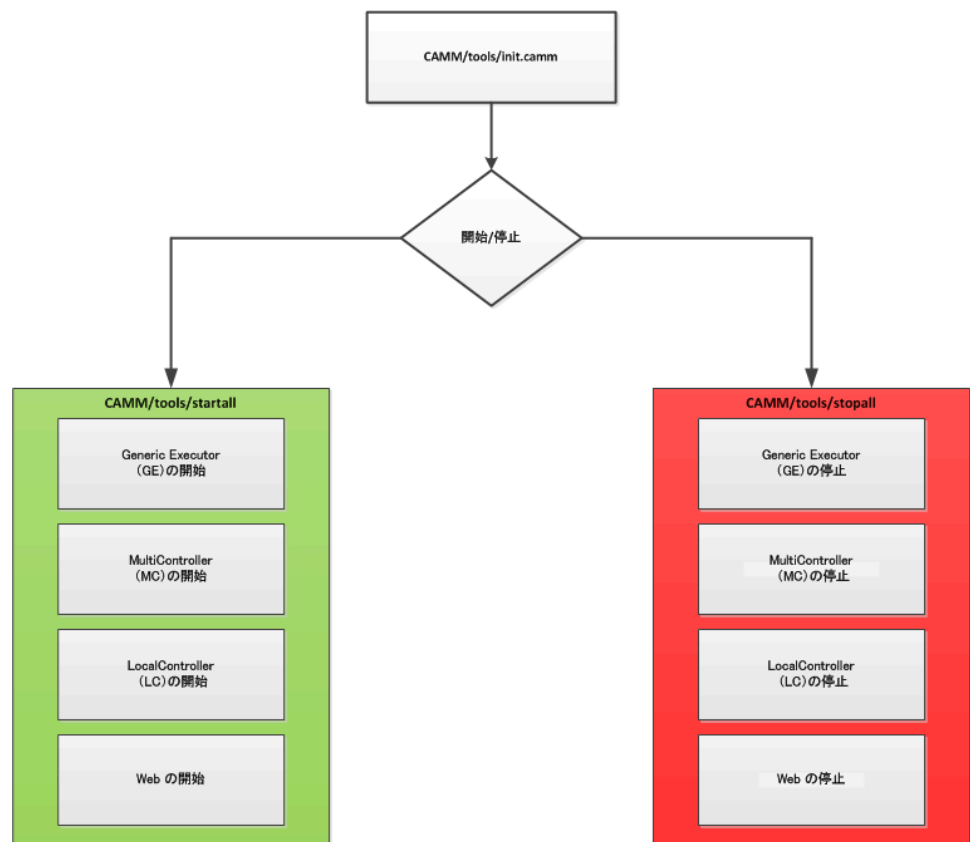 CAMM/tools/init.camm
開始/停止
CAMM/tools/startall
Generic Executor
(GE)の開始
MultiController
(MC)の開始
LocalController
(LC)の開始
Web の開始
CAMM/tools/stopall
Generic Executor
(GE)の停止
MultiController
(MC)の停止
LocalController
(LC)の停止
Web の停止